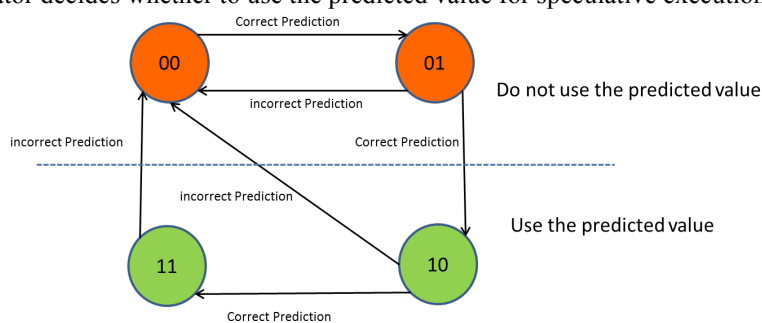 ator decides whether to use the predicted value for speculative execution
Correct Prediction
00
01
Do not use the predicted value
incorrect Prediction
incorrect Prediction
Correct Prediction
incorrect Prediction
Use the predicted value
11
10
Correct Prediction